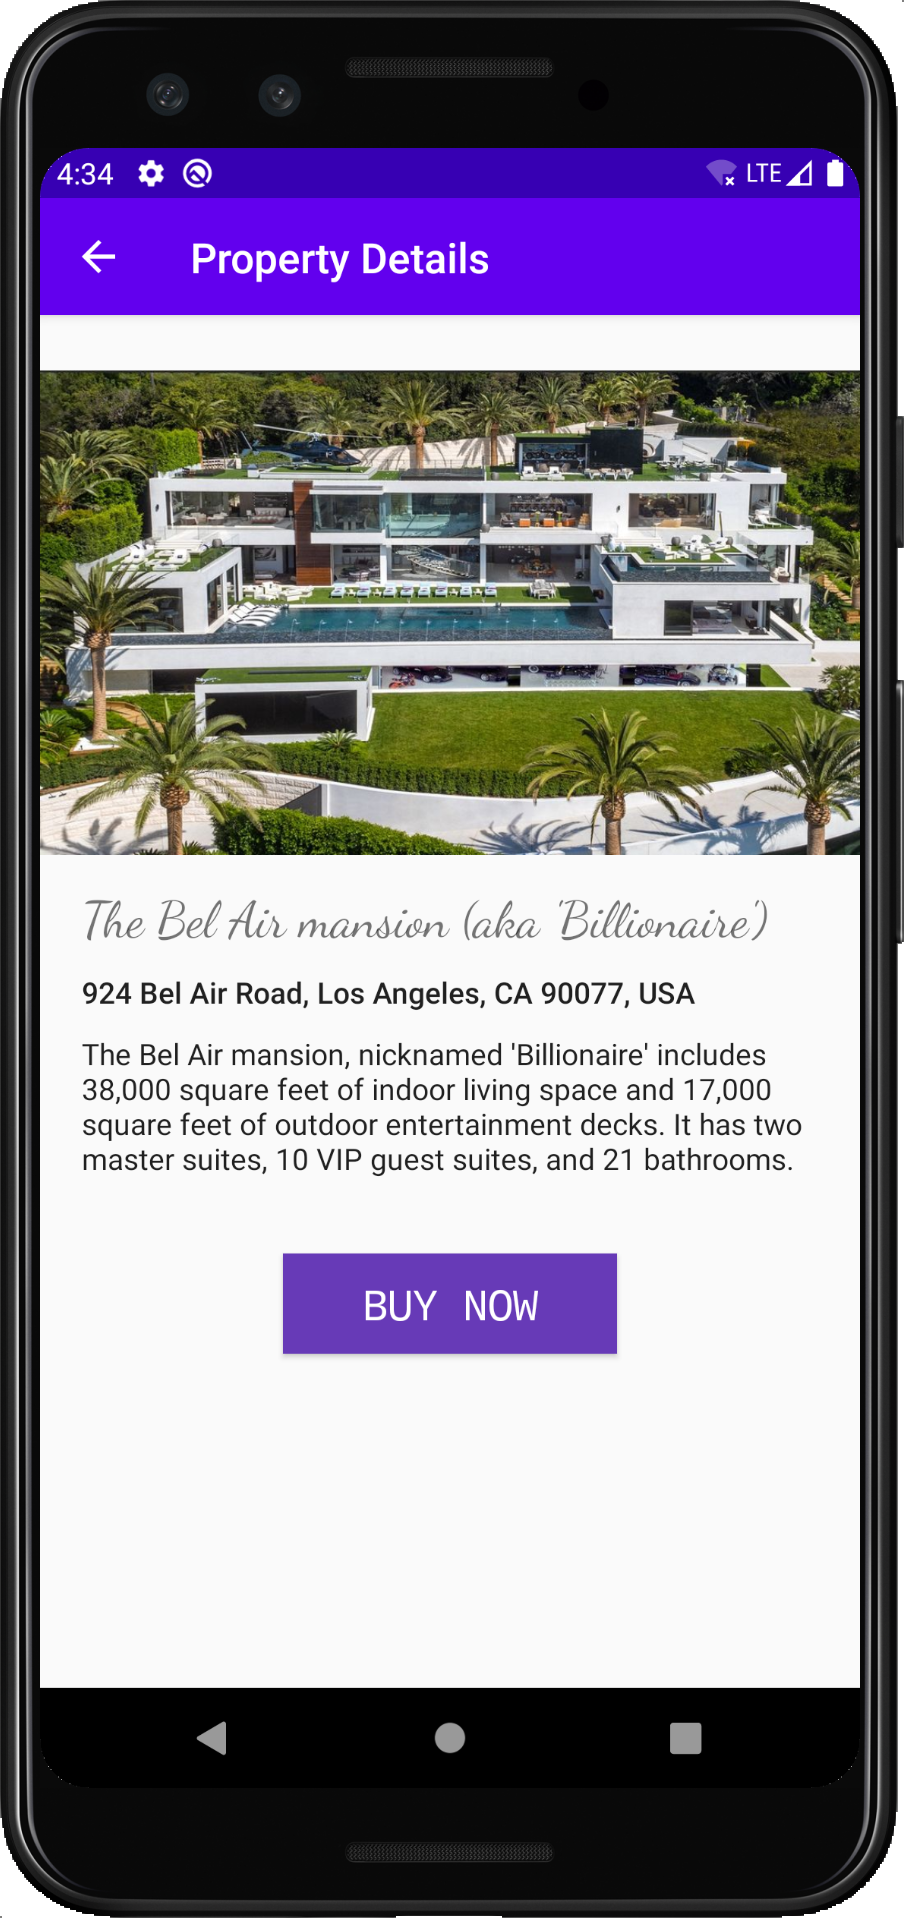 4:34 LTE
Property Details
The Bel Air mansion (aka 'Billionaire')
924 Bel Air Road, Los Angeles, CA 90077, USA
The Bel Air mansion, nicknamed 'Billionaire' includes
38,000 square feet of indoor living space and 17,000
square feet of outdoor entertainment decks. It has two
master suites, 10 VIP guest suites, and 21 bathrooms.
BUY NOW